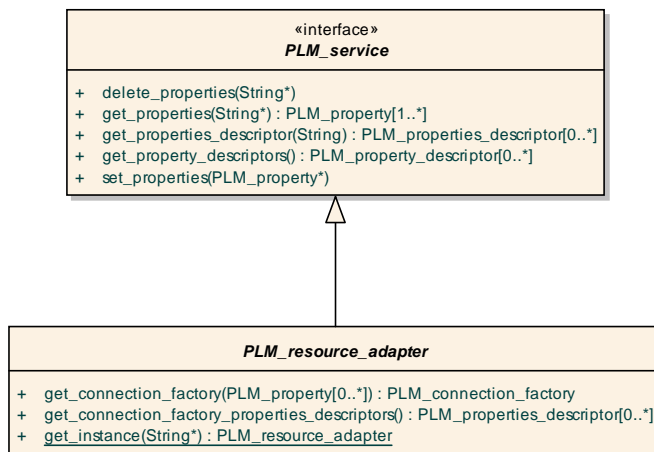 «interface»
PLM_service
+ delete_properties(String*)
+ get_properties(String*) : PLM_property[1..*]
+ get_properties_descriptor(String) : PLM_properties_descriptor[0..*]
+ get_property_descriptors() : PLM_property_descriptor[0..*]
+ set_properties(PLM_property*)
PLM_resource_adapter
+ get_connection_factory(PLM_property[0..*]) : PLM_connection_factory
+ get_connection_factory_properties_descriptors() : PLM_properties_descriptor[0..*]
+ get_instance(String*) : PLM_resource_adapter